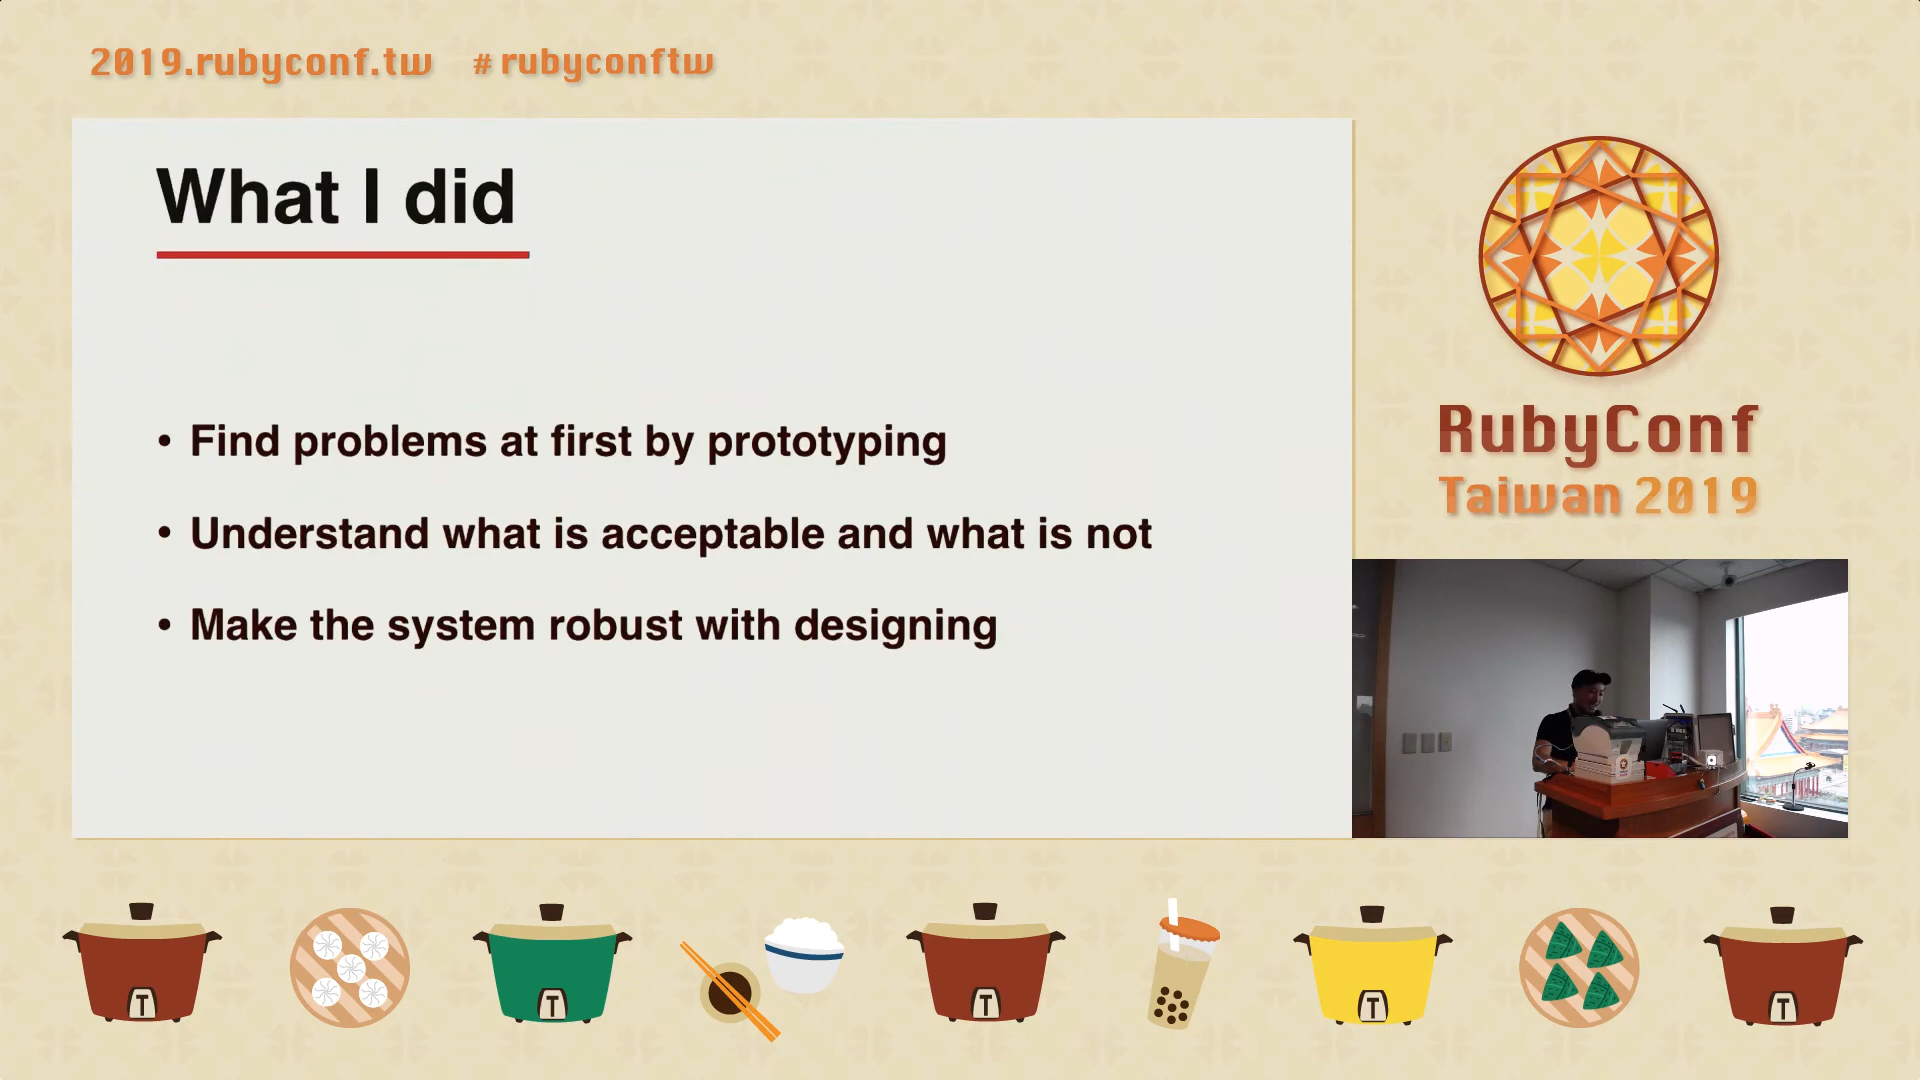 2019.rubyconf.tw #rubyconftw
What I did
• Find problems at first by prototyping
• Understand what is acceptable and what is not
• Make the system robust with designing
RubyConf
Taiwan 2019
T
T
T
T
T